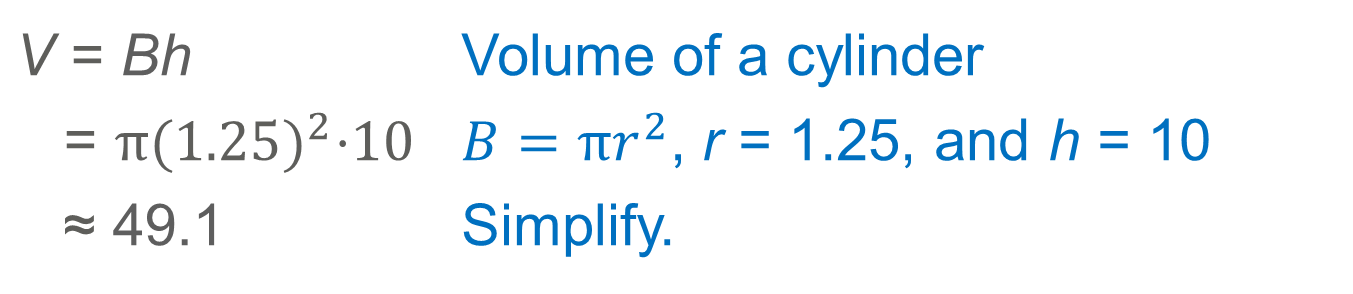 V = Bh Volume of a cylinder
= π(1.25)²·10 B = πr², r = 1.25, and h = 10
≈ 49.1 Simplify.